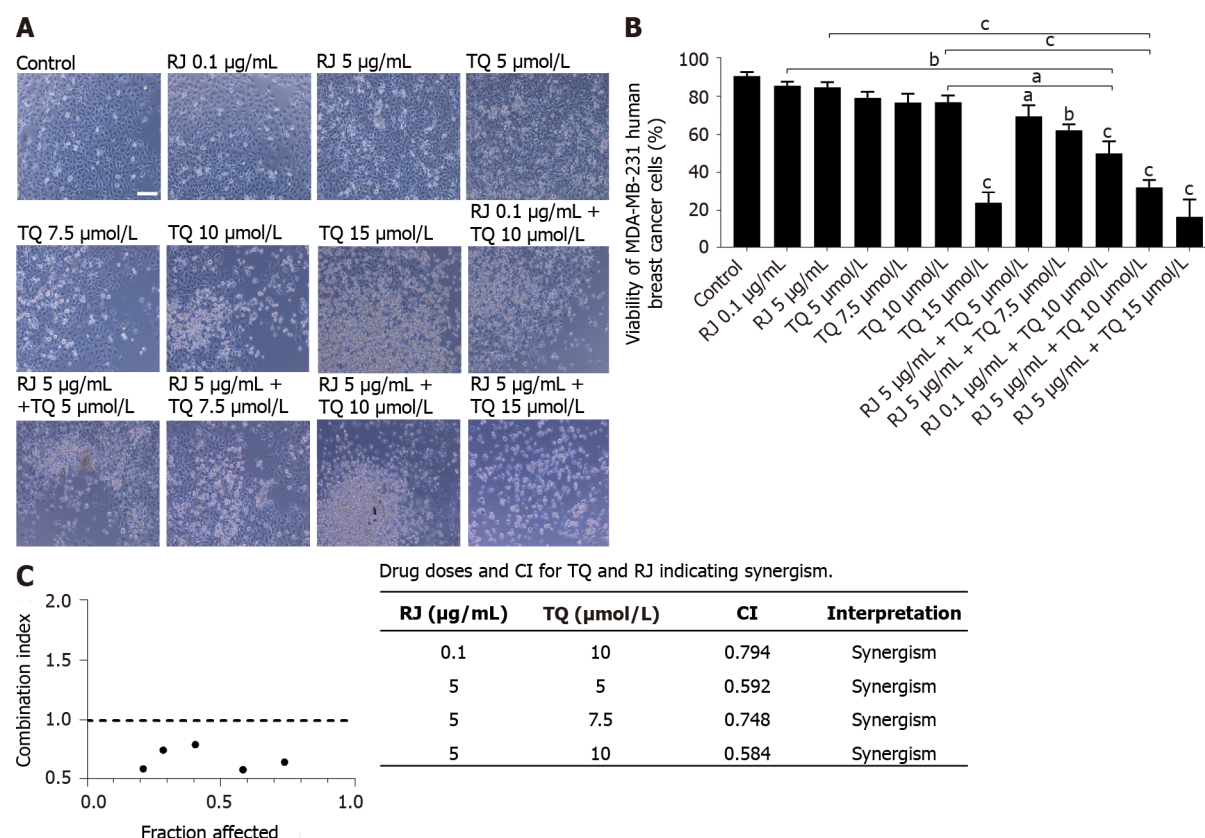 A
Control
RJ 0.1 µg/mL
RJ 5 µg/mL
TQ 5 µmol/L
TQ 7.5 µmol/L
TQ 10 µmol/L
TQ 15 µmol/L
RJ 0.1 µg/mL +
TQ 10 µmol/L
RJ 5 µg/mL
+TQ 5 µmol/L
RJ 5 µg/mL +
TQ 7.5 µmol/L
RJ 5 µg/mL +
TQ 10 µmol/L
RJ 5 µg/mL +
TQ 15 µmol/L
B
Viability of MDA-MB-231 human
breast cancer cells (%)
100
80
60
40
20
0
c
c
b
a
c
a
b
c
c
c
Control
RJ 0.1 µg/mL
RJ 5 µg/mL
TQ 5 µmol/L
TQ 7.5 µmol/L
TQ 10 µmol/L
TQ 15 µmol/L
RJ 5 µg/mL + TQ 5 µmol/L
RJ 5 µg/mL + TQ 7.5 µmol/L
RJ 0.1 µg/mL + TQ 10 µmol/L
RJ 5 µg/mL + TQ 10 µmol/L
RJ 5 µg/mL + TQ 15 µmol/L
C
Combination index
2.0
1.5
1.0
0.5
0.0
0.5
1.0
Fraction affected
Drug doses and CI for TQ and RJ indicating synergism.
RJ (µg/mL) TQ (µmol/L) CI Interpretation
0.1 10 0.794 Synergism
5 5 0.592 Synergism
5 7.5 0.748 Synergism
5 10 0.584 Synergism